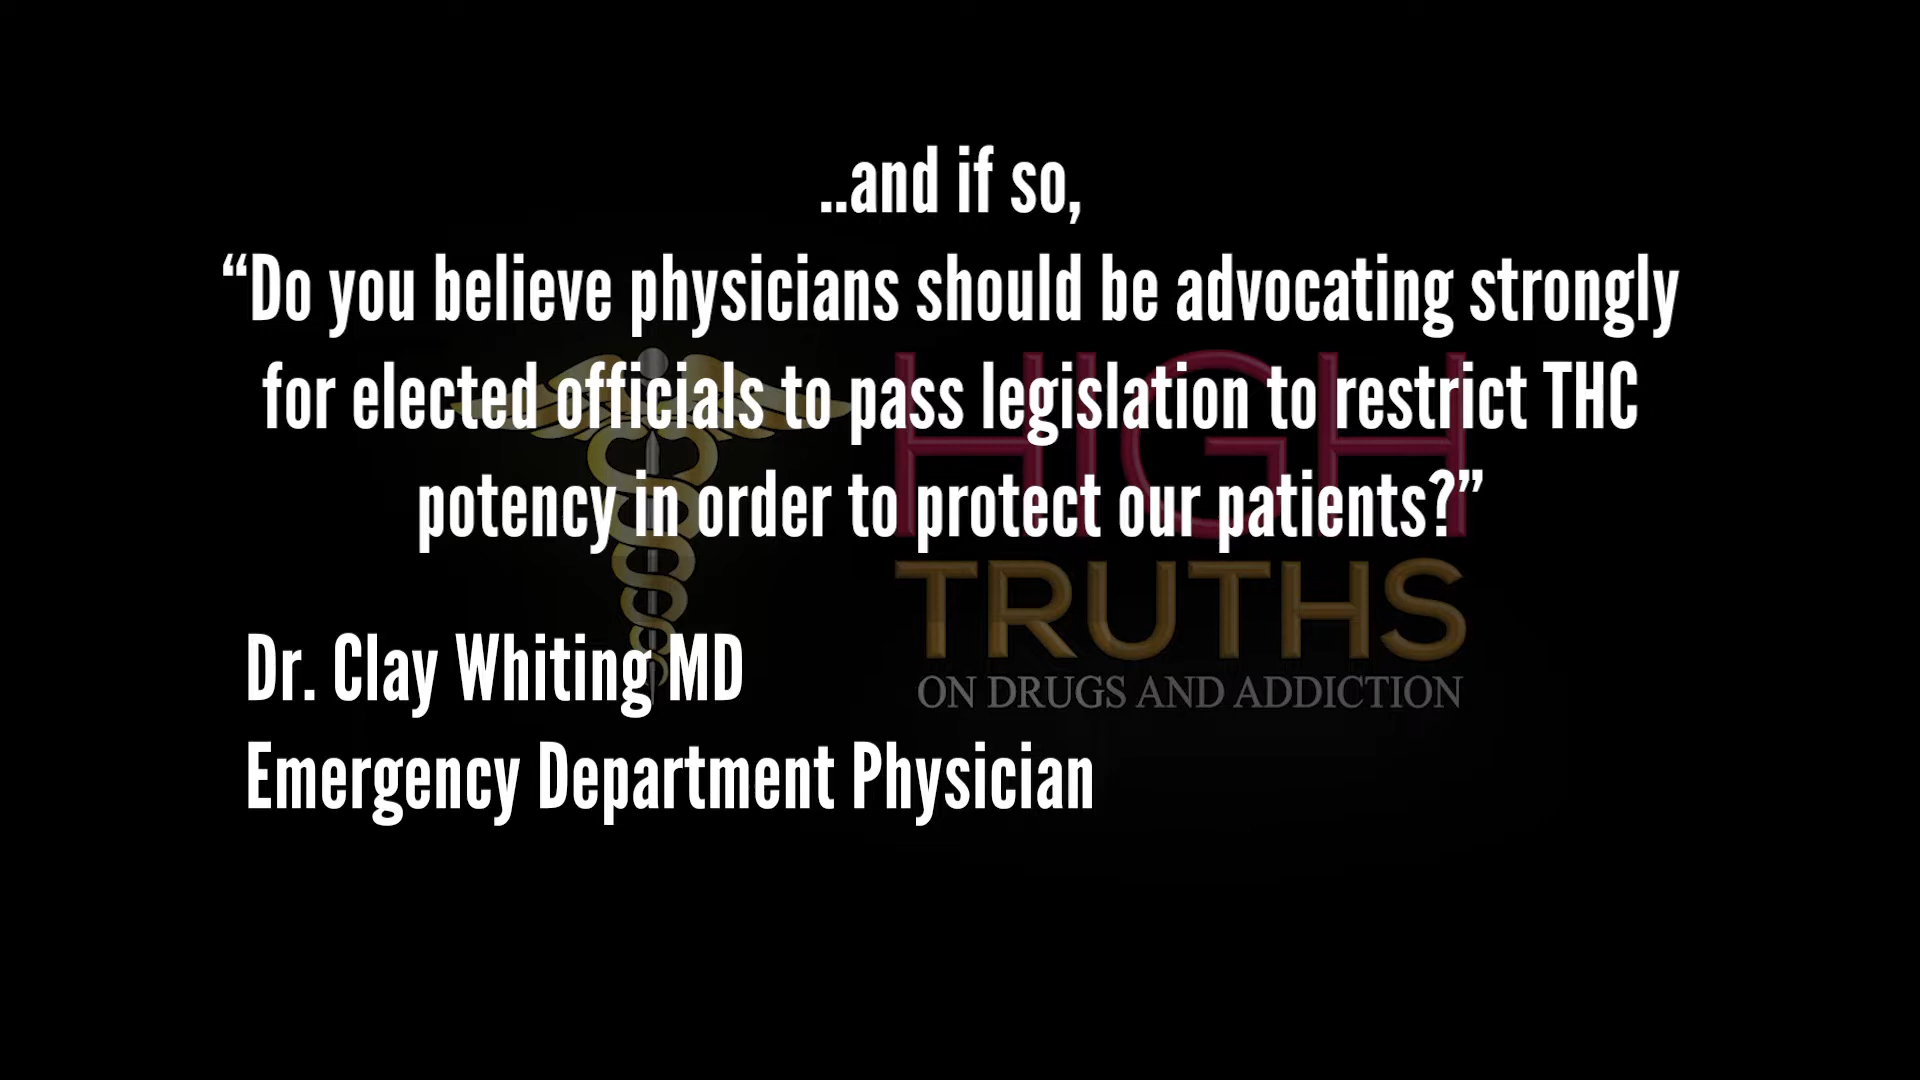 ..and if so,
“Do you believe physicians should be advocating strongly
for elected officials to pass legislation to restrict THC
potency in order to protect our patients?”
Dr. Clay Whiting MD
Emergency Department Physician
HIGH
TRUTHS
ON DRUGS AND ADDICTION